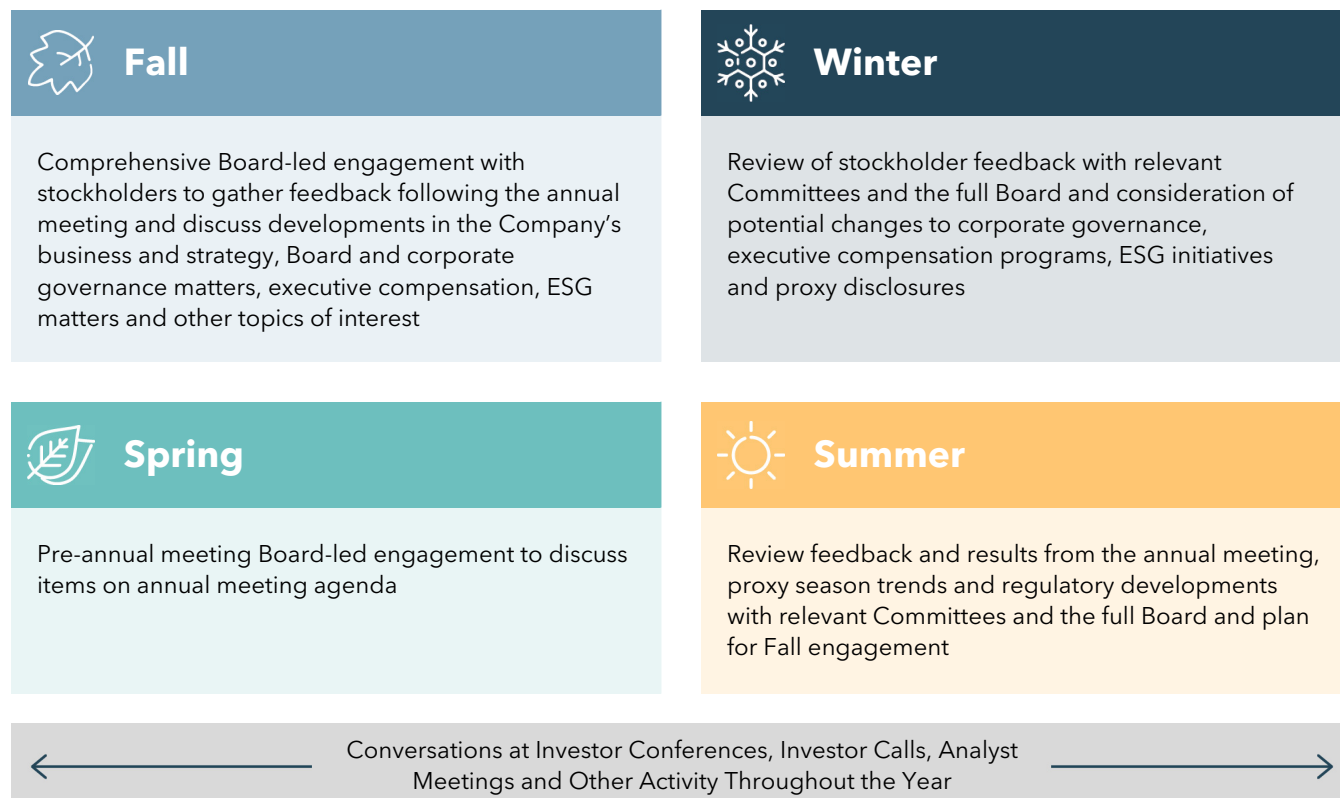 Fall
Comprehensive Board-led engagement with
stockholders to gather feedback following the annual
meeting and discuss developments in the Company’s
business and strategy, Board and corporate
governance matters, executive compensation, ESG
matters and other topics of interest
Winter
Review of stockholder feedback with relevant
Committees and the full Board and consideration of
potential changes to corporate governance,
executive compensation programs, ESG initiatives
and proxy disclosures
Spring
Pre-annual meeting Board-led engagement to discuss
items on annual meeting agenda
Summer
Review feedback and results from the annual meeting,
proxy season trends and regulatory developments
with relevant Committees and the full Board and plan
for Fall engagement
Conversations at Investor Conferences, Investor Calls, Analyst
Meetings and Other Activity Throughout the Year